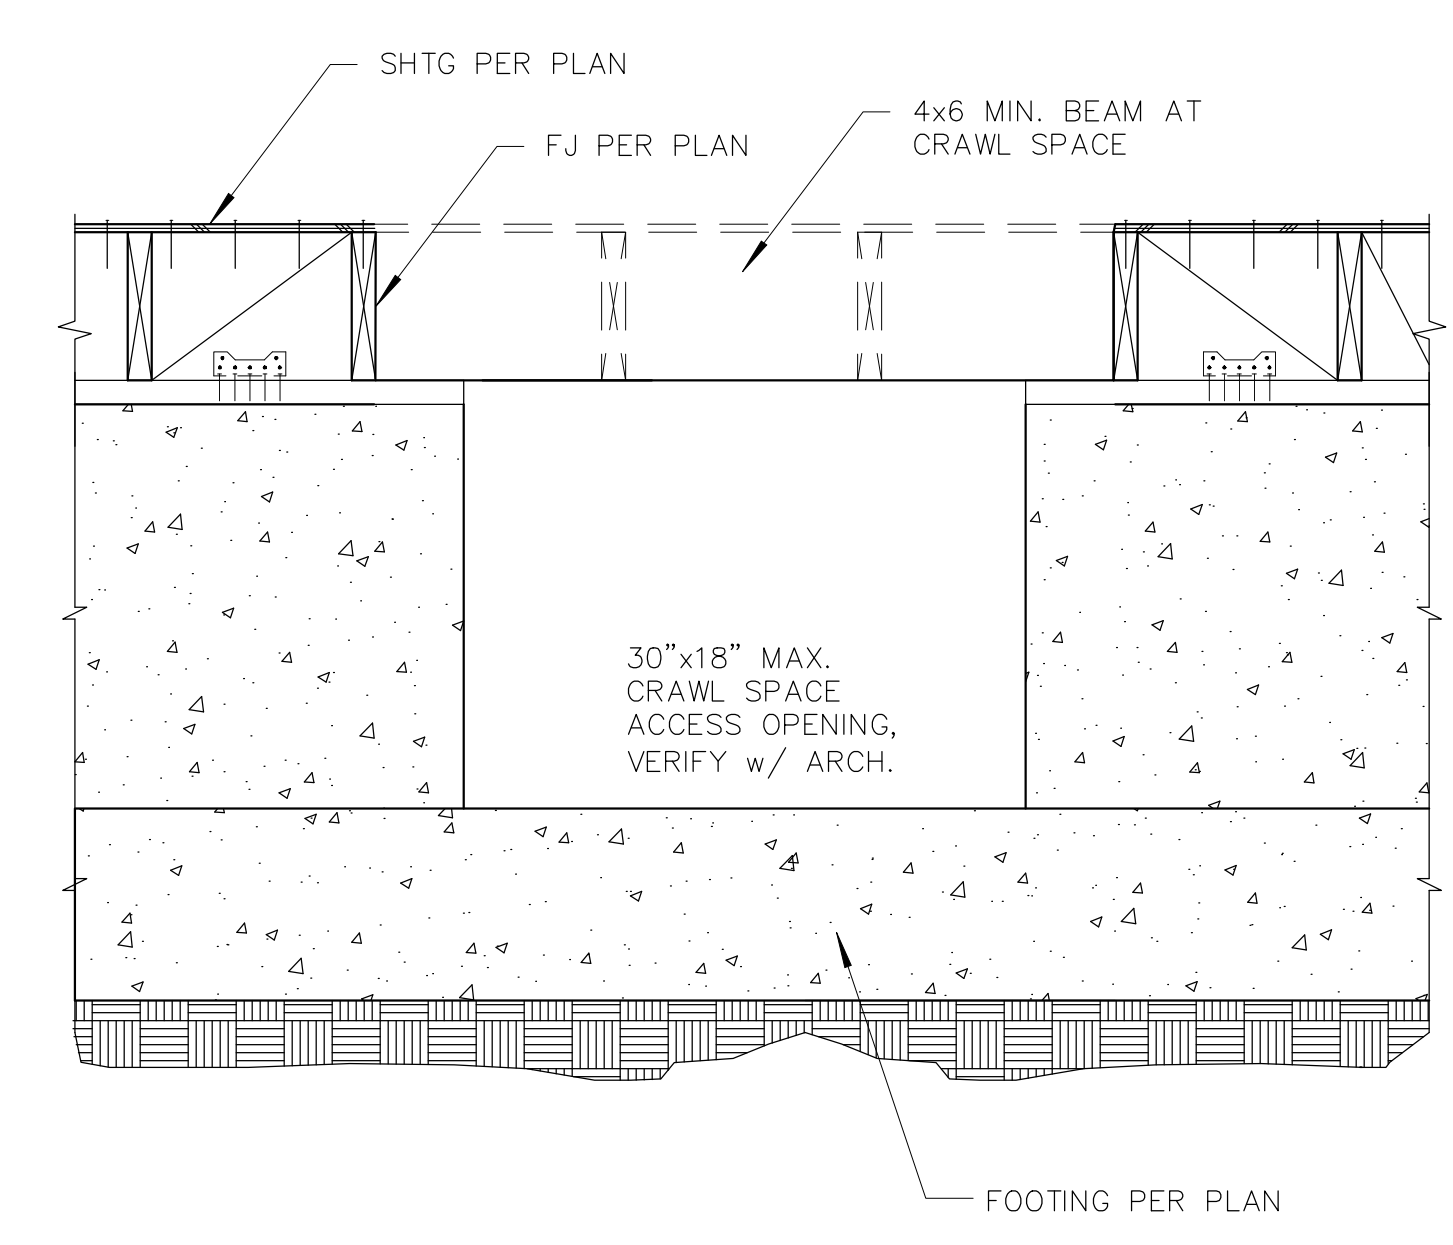 SHTG PER PLAN
4x6 MIN. BEAM AT
CRAWL SPACE
FJ PER PLAN
30"x18" MAX.
CRAWL SPACE
ACCESS OPENING,
VERIFY w/ ARCH.
FOOTING PER PLAN